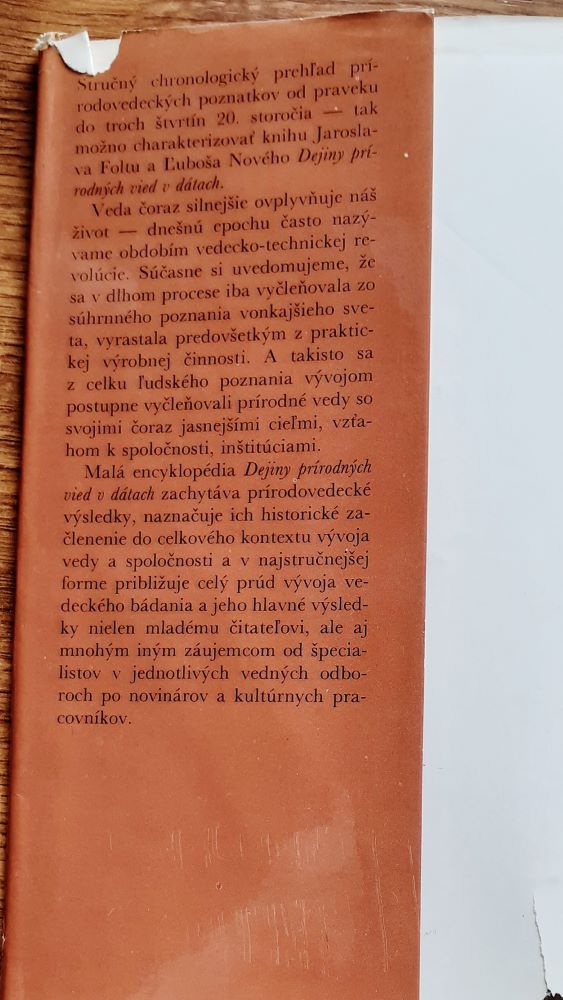 Stručný chronologický prehľad prí-
rodovedeckých poznatkov od praveku
do troch štvrtín 20. storočia — tak
možno charakterizovať knihu Jarosla-
va Foltu a Ľuboša Nového Dejiny prí-
rodných vied v dátach.
Veda čoraz silnejšie ovplyvňuje náš
život — dnešnú epochu často nazý-
vame obdobím vedecko-technickej re-
volúcie. Súčasne si uvedomujeme, že
sa v dlhom procese iba vyčleňovala zo
súhrnného poznania vonkajšieho sve-
ta, vyrastala predovšetkým z praktic-
kej výrobnej činnosti. A takisto sa
z celku ľudského poznania vývojom
postupne vyčleňovali prírodné vedy so
svojimi čoraz jasnejšími cieľmi, vzťa-
hom k spoločnosti, inštitúciami.
Malá encyklopédia Dejiny prírodných
vied v dátach zachytáva prírodovedecké
výsledky, naznačuje ich historické za-
členenie do celkového kontextu vývoja
vedy a spoločnosti a v najstručnejšej
forme približuje celý prúd vývoja ve-
deckého bádania a jeho hlavné výsled-
ky nielen mladému čitateľovi, ale aj
mnohým iným záujemcom od špecia-
listov v jednotlivých vedných odbo-
roch po novinárov a kultúrnych pra-
covníkov.